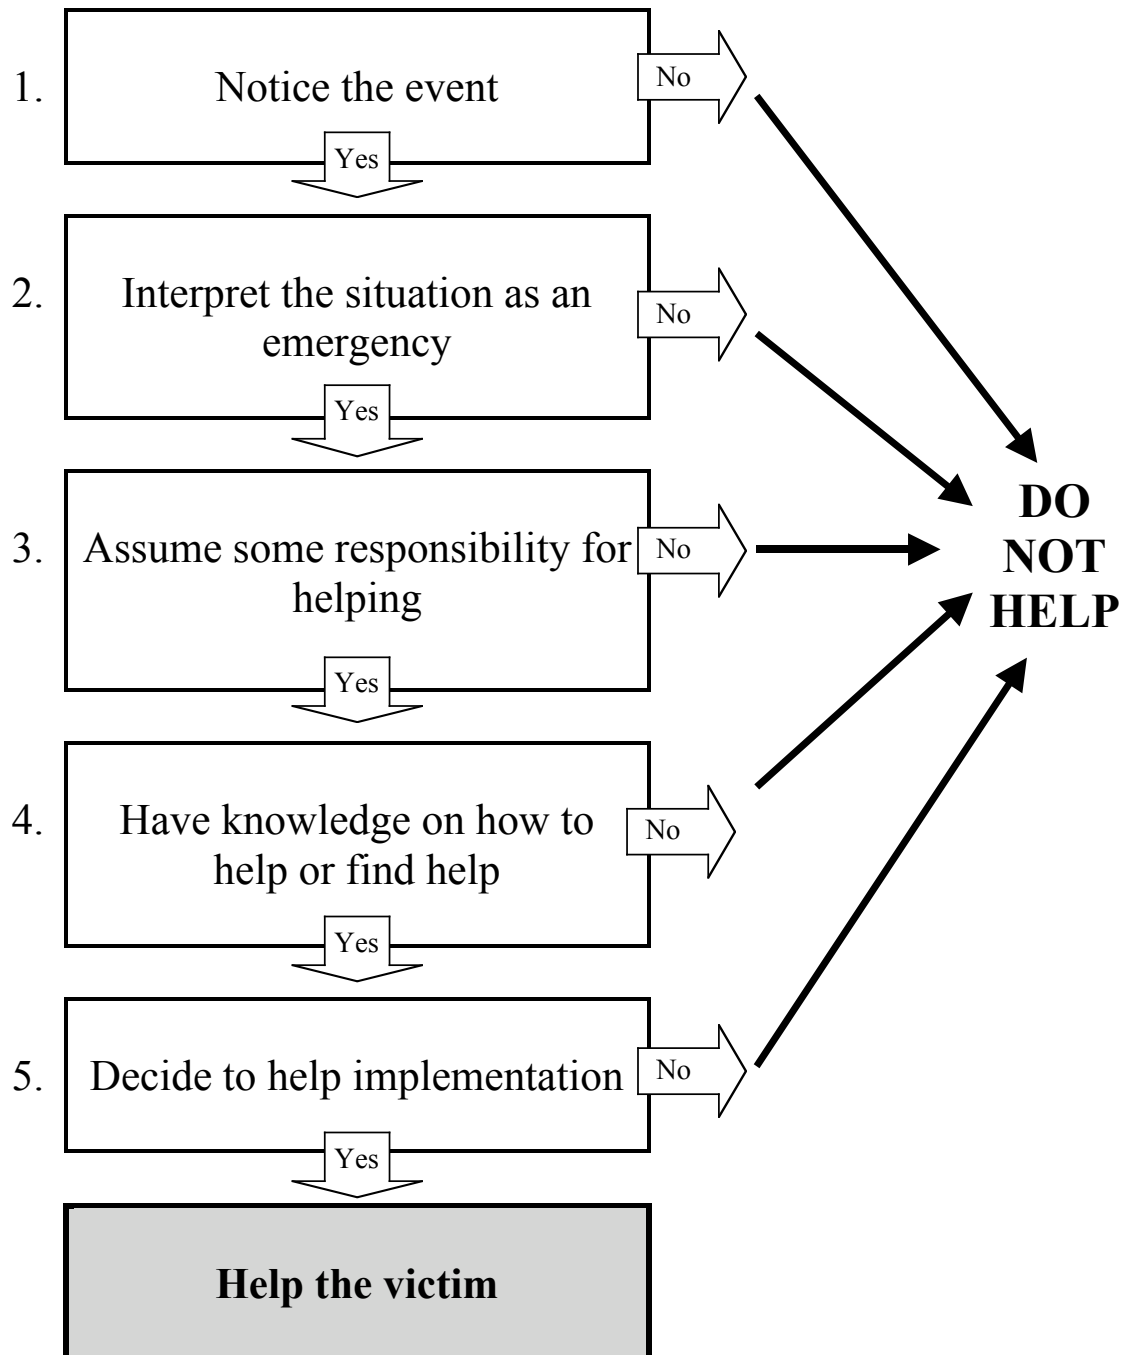 1.
Notice the event
No
Yes
2.
Interpret the situation as an
emergency
No
Yes
3.
Assume some responsibility for
helping
No
Yes
DO
NOT
HELP
4.
Have knowledge on how to
help or find help
No
Yes
5.
Decide to help implementation
No
Yes
Help the victim